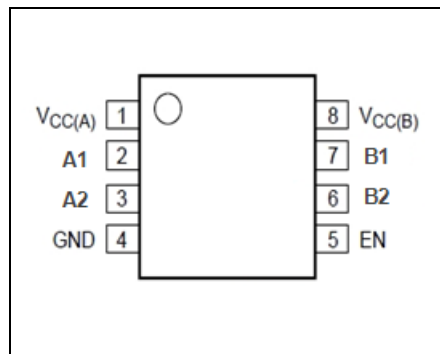 VCC(A) 1 8 VCC(B)
A1 2 7 B1
A2 3 6 B2
GND 4 5 EN